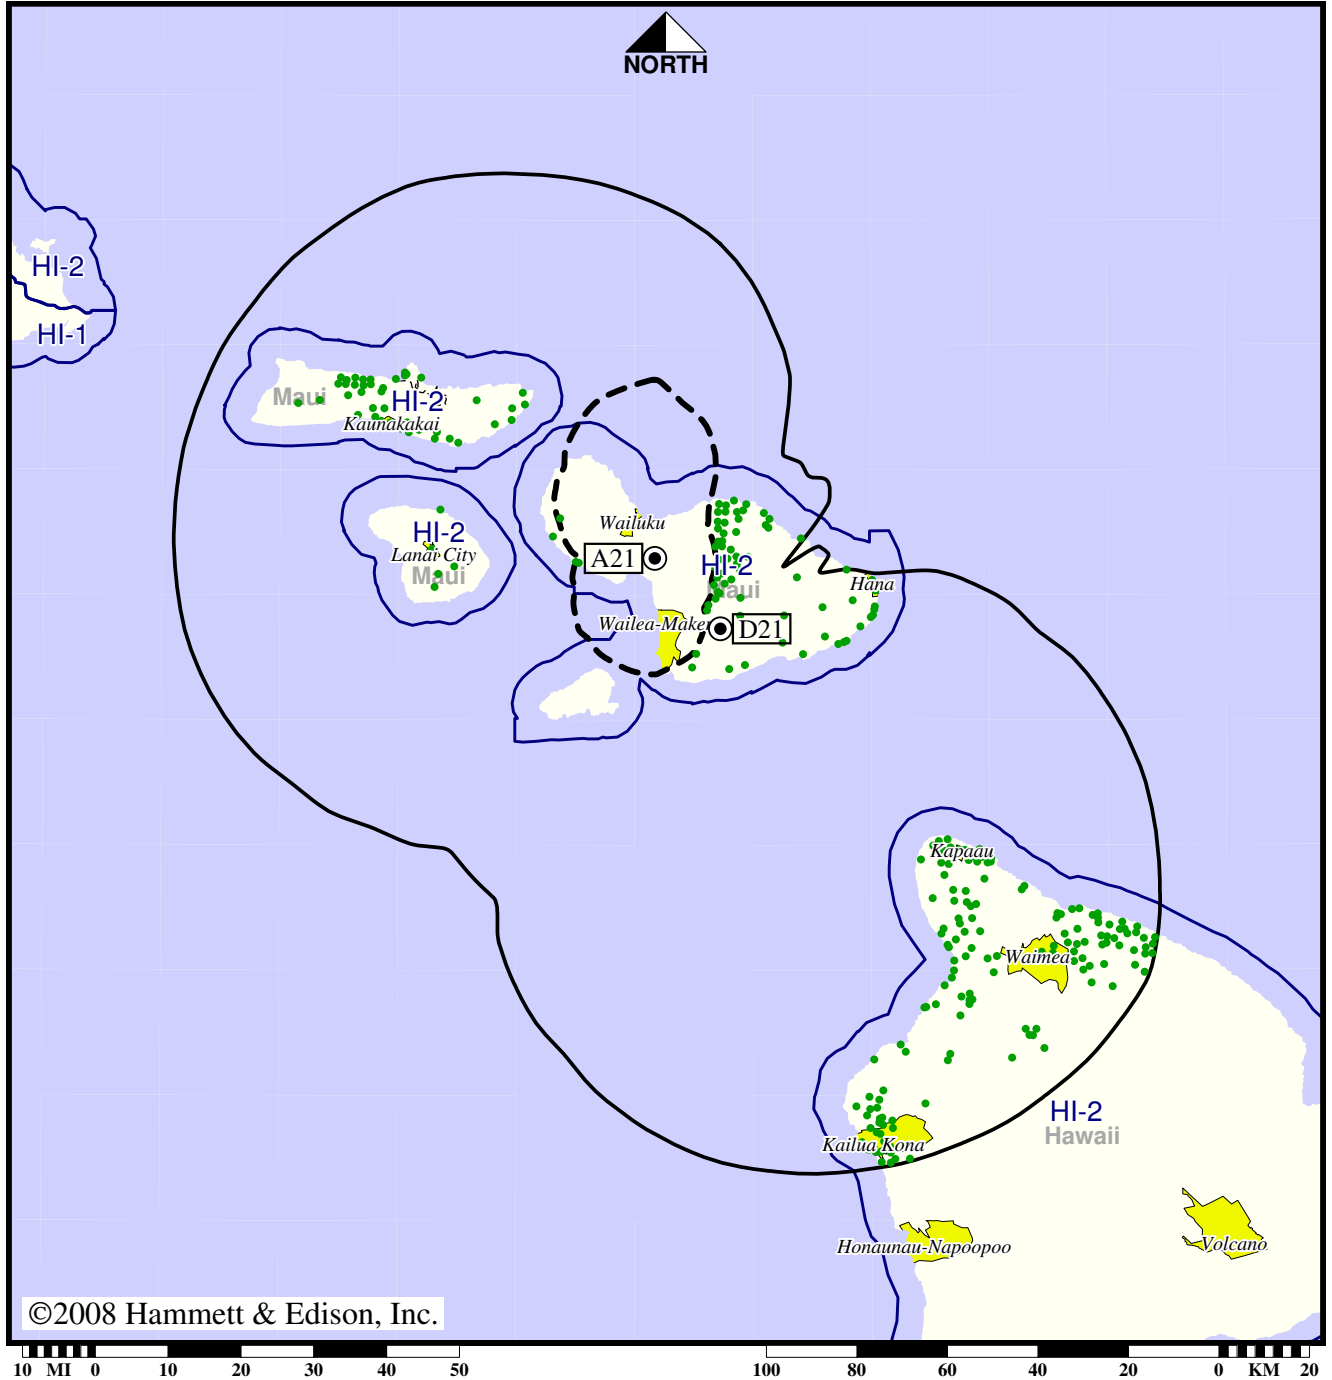 NORTH
HI-2
HI-1
Maui
HI-2
Kaunakakai
HI-2
Lanai City
Maui
Wailuku
A21
HI-2
Maui
Hana
Wailea-Maken
D21
Kapaau
Waimea
HI-2
Hawaii
Kailua Kona
Honaunau-Napoopoo
Volcano
©2008 Hammett & Edison, Inc.
10 MI 0 10 20 30 40 50 100 80 60 40 20 0 KM 20